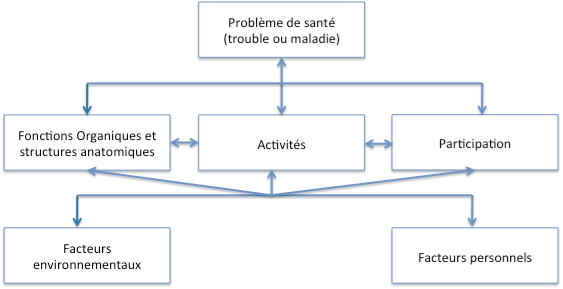 Problème de santé
(trouble ou maladie)
Fonctions Organiques et
structures anatomiques
Activités
Participation
Facteurs
environnementaux
Facteurs personnels